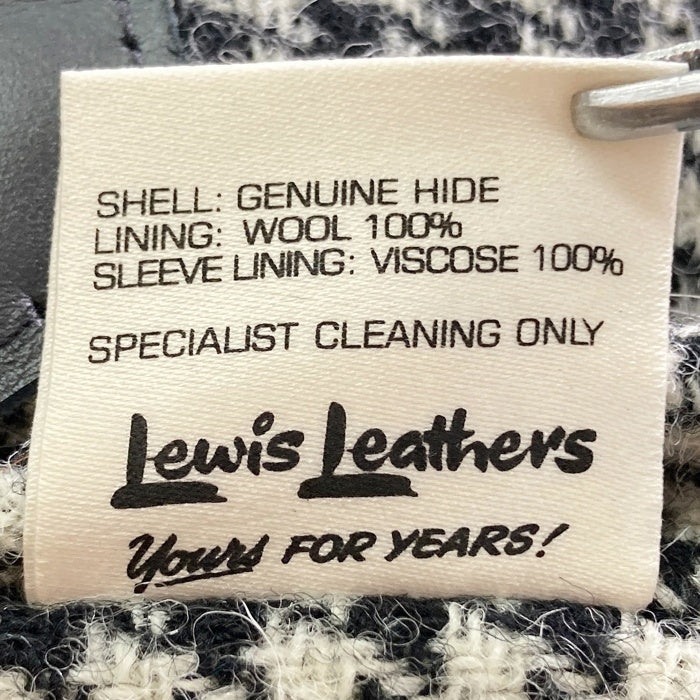 SHELL: GENUINE HIDE
LINING: WOOL 100%
SLEEVE LINING: VISCOSE 100%
SPECIALIST CLEANING ONLY
Lewis Leathers
Yours FOR YEARS!